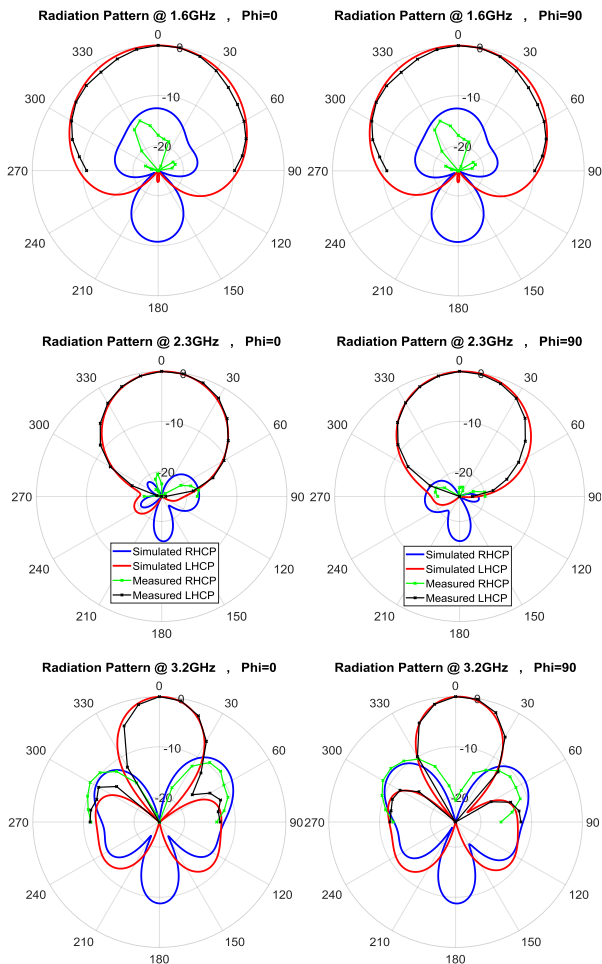 Radiation Pattern @ 1.6GHz , Phi=0
0
330 0 30
300 -10 60
-20
270 90
240 120
210 150
180
Radiation Pattern @ 1.6GHz , Phi=90
0
330 0 30
300 -10 60
-20
270 90
240 120
210 150
180
Radiation Pattern @ 2.3GHz , Phi=0
0
330 0 30
300 -10 60
-20
270 90
240 120
Simulated RHCP
Simulated LHCP
Measured RHCP
Measured LHCP
210 150
180
Radiation Pattern @ 2.3GHz , Phi=90
0
330 0 30
300 -10 60
-20
270 90
240 120
Simulated RHCP
Simulated LHCP
Measured RHCP
Measured LHCP
210 150
180
Radiation Pattern @ 3.2GHz , Phi=0
0
330 0 30
300 -10 60
-20
270 90
240 120
210 150
180
Radiation Pattern @ 3.2GHz , Phi=90
0
330 0 30
300 -10 60
-20
270 90
240 120
210 150
180